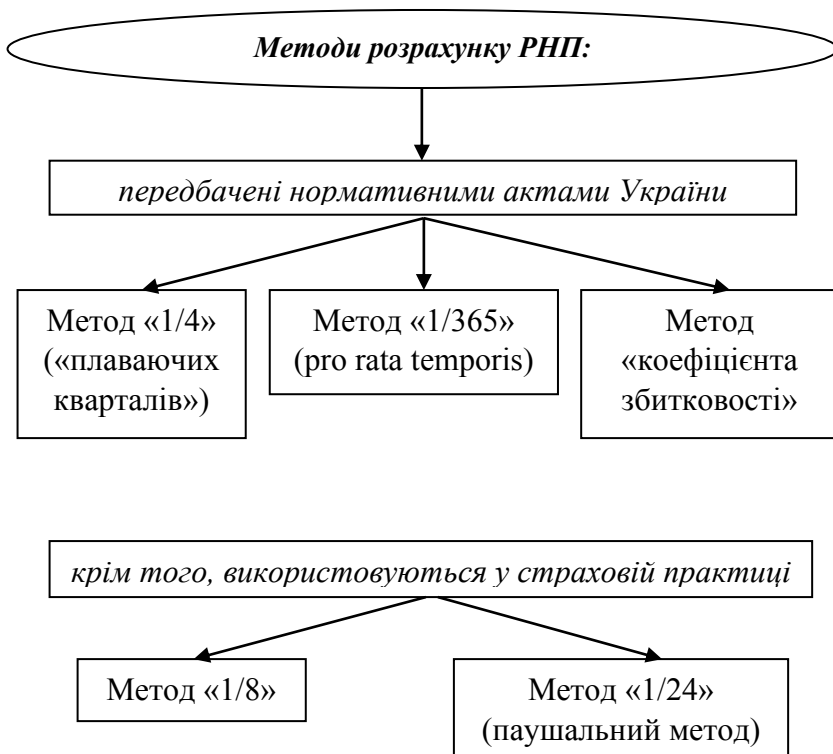 Методи розрахунку РНП:
передбачені нормативними актами України
Метод «1/4»
(«плаваючих
кварталів»)
Метод «1/365»
(pro rata temporis)
Метод
«коефіцієнта
збитковості»
крім того, використовуються у страховій практиці
Метод «1/8»
Метод «1/24»
(паушальний метод)